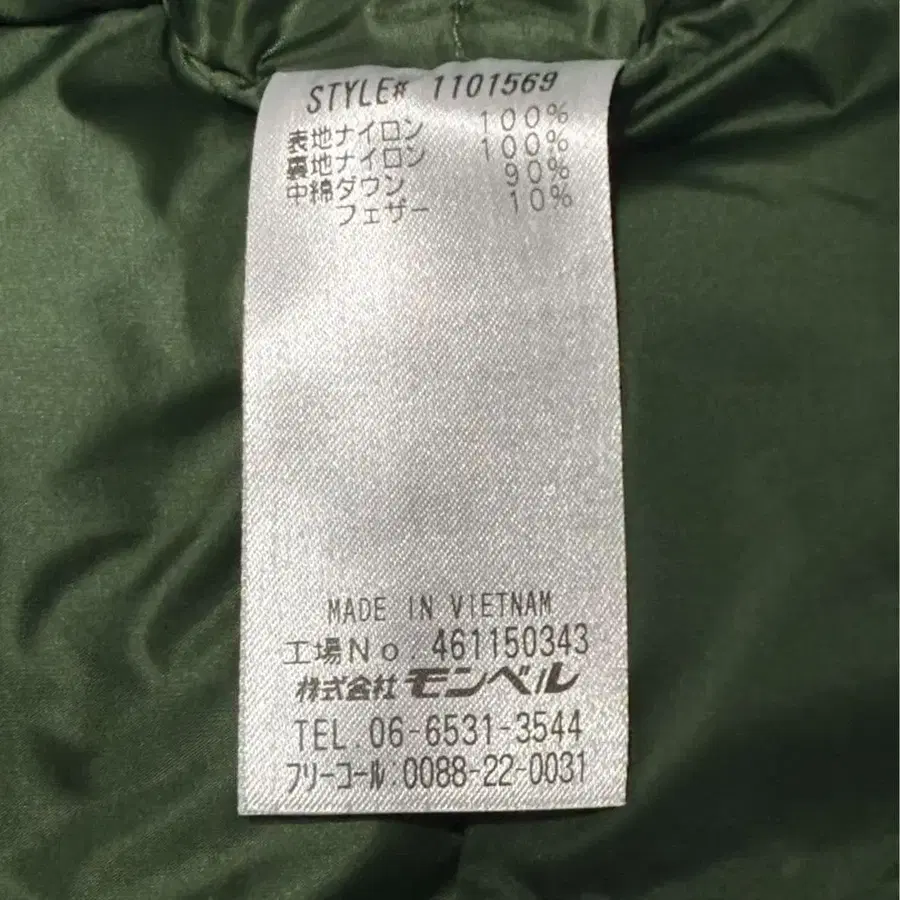 STYLE# 1101569
表地ナイロン 100%
裏地ナイロン 100%
中綿ダウン 90%
フェザー 10%
MADE IN VIETNAM
工場No. 461150343
株式会社 モンベル
TEL. 06-6531-3544
フリーコール:0088-22-0031